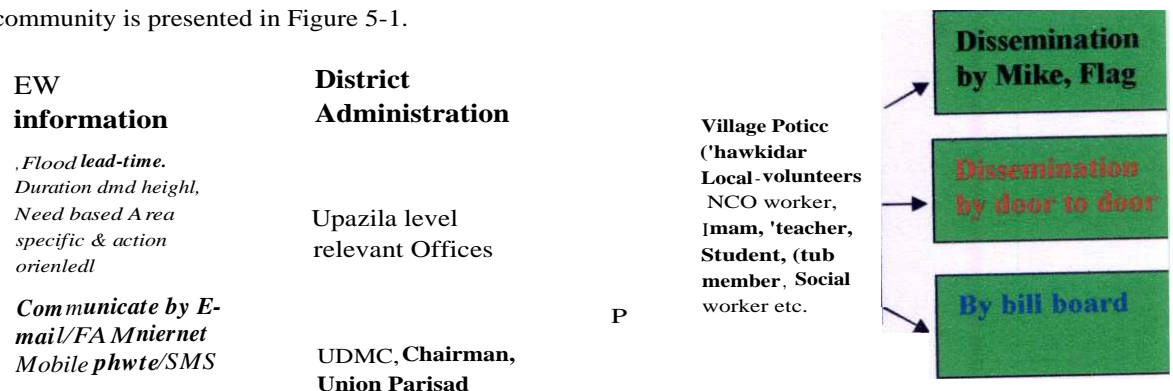 community is presented in Figure 5-1.
EW
information
,Flood lead-time.
Duration dmd heighl,
Need based A rea
specific & action
orienledl
Communicate by E-
mail/FA Mniernet
Mobile phwte/SMS
District
Administration
Upazila level
relevant Offices
UDMC, Chairman,
Union Parisad
P
Village Poticc
('hawkidar
Local-volunteers
NCO worker,
Imam, 'teacher,
Student, (tub
member, Social
worker etc.
Dissemination
by Mike, Flag
Dissemination
by door to door
By bill board